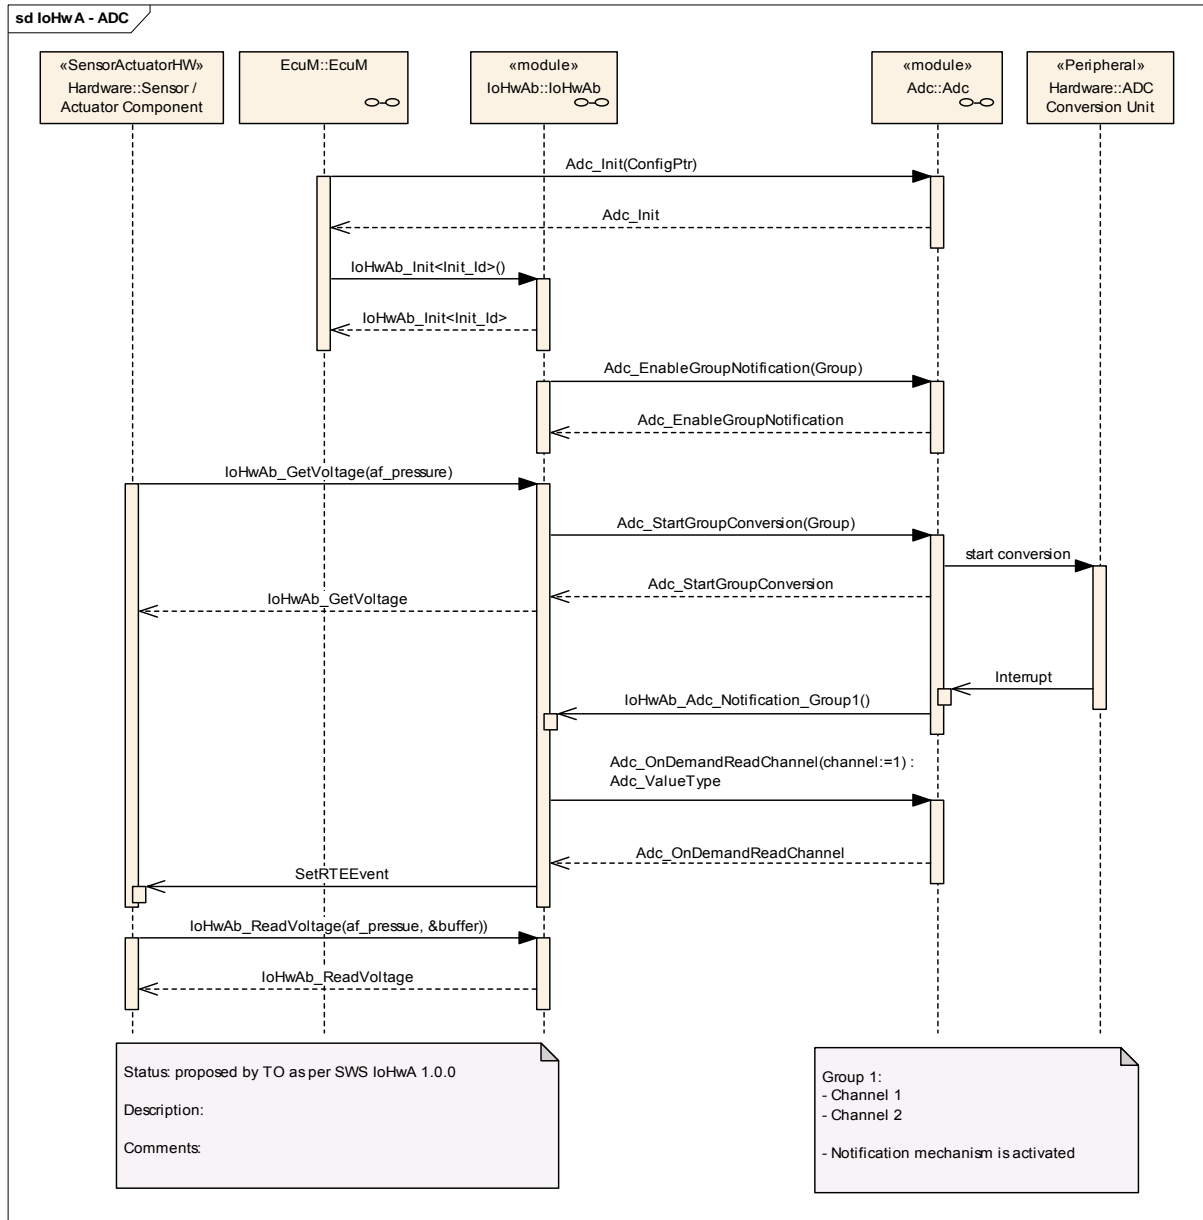 sd IoHwA - ADC
«SensorActuatorHW»
Hardware::Sensor /
Actuator Component
EcuM::EcuM
«module»
IoHwAb::IoHwAb
«module»
Adc::Adc
«Peripheral»
Hardware::ADC
Conversion Unit
Adc_Init(ConfigPtr)
Adc_Init
IoHwAb_Init<Init_Id>()
IoHwAb_Init<Init_Id>
Adc_EnableGroupNotification(Group)
Adc_EnableGroupNotification
IoHwAb_GetVoltage(af_pressure)
Adc_StartGroupConversion(Group)
start conversion
Adc_StartGroupConversion
IoHwAb_GetVoltage
Interrupt
IoHwAb_Adc_Notification_Group1()
Adc_OnDemandReadChannel(channel:=1) :
Adc_ValueType
Adc_OnDemandReadChannel
SetRTEEvent
IoHwAb_ReadVoltage(af_pressue, &buffer))
IoHwAb_ReadVoltage
Status: proposed by TO as per SWS IoHwA 1.0.0
Description:
Comments:
Group 1:
- Channel 1
- Channel 2
- Notification mechanism is activated